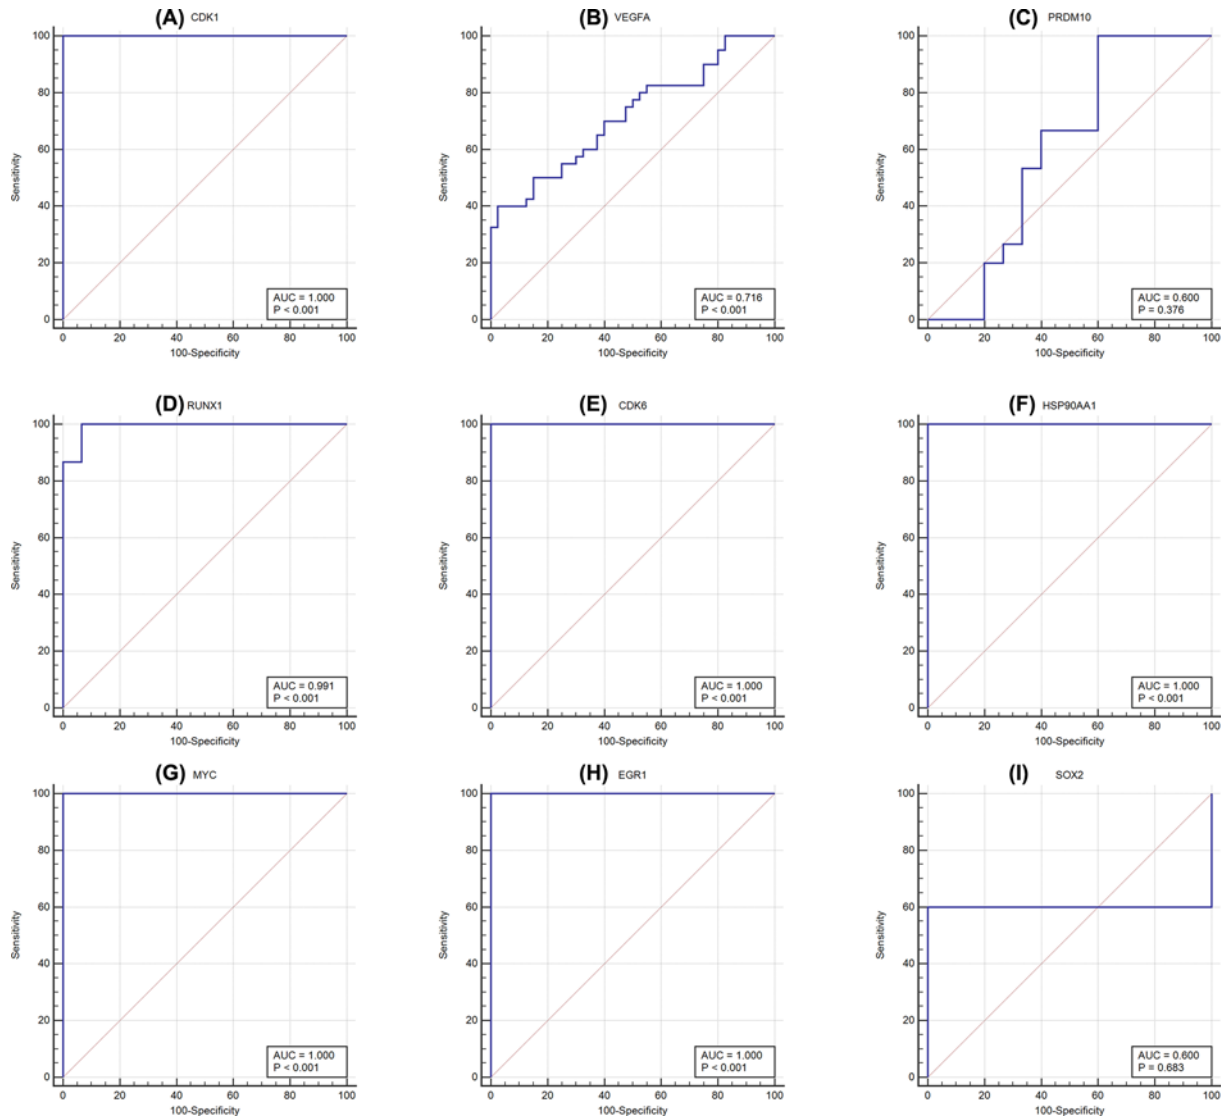 (A) CDK1
100
80
60
40
20
0
Sensitivity
0 20 40 60 80 100
100-Specificity
AUC = 1.000
P < 0.001
(B) VEGFA
100
80
60
40
20
0
Sensitivity
0 20 40 60 80 100
100-Specificity
AUC = 0.716
P < 0.001
(C) PRDM10
100
80
60
40
20
0
Sensitivity
0 20 40 60 80 100
100-Specificity
AUC = 0.600
P = 0.376
(D) RUNX1
100
80
60
40
20
0
Sensitivity
0 20 40 60 80 100
100-Specificity
AUC = 0.991
P < 0.001
(E) CDK6
100
80
60
40
20
0
Sensitivity
0 20 40 60 80 100
100-Specificity
AUC = 1.000
P < 0.001
(F) HSP90AA1
100
80
60
40
20
0
Sensitivity
0 20 40 60 80 100
100-Specificity
AUC = 1.000
P < 0.001
(G) MYC
100
80
60
40
20
0
Sensitivity
0 20 40 60 80 100
100-Specificity
AUC = 1.000
P < 0.001
(H) EGR1
100
80
60
40
20
0
Sensitivity
0 20 40 60 80 100
100-Specificity
AUC = 1.000
P < 0.001
(I) SOX2
100
80
60
40
20
0
Sensitivity
0 20 40 60 80 100
100-Specificity
AUC = 0.600
P = 0.683